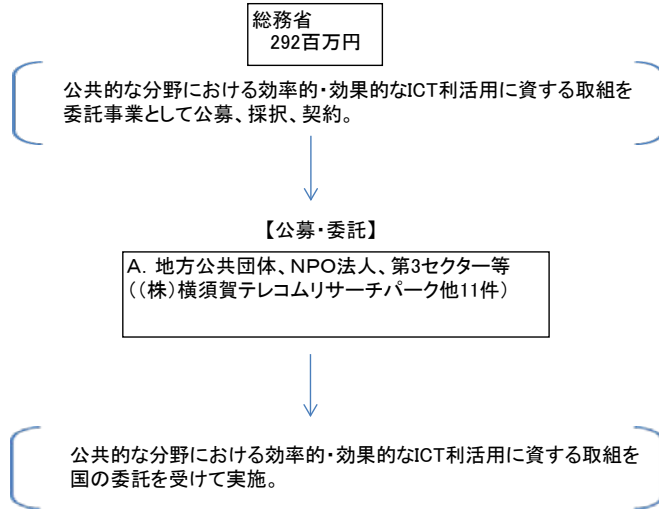 総務省
292百万円
公共的な分野における効率的・効果的なICT利活用に資する取組を
委託事業として公募、採択、契約。
【公募・委託】
A. 地方公共団体、NPO法人、第3セクター等
((株)横須賀テレコムリサーチパーク他11件)
公共的な分野における効率的・効果的なICT利活用に資する取組を
国の委託を受けて実施。